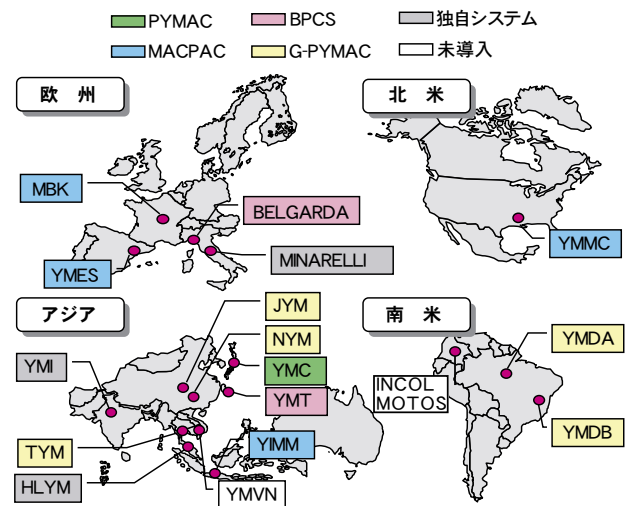 PYMAC
BPCS
独自システム
MACPAC
G-PYMAC
未導入
欧 州
北 米
MBK
BELGARDA
YMES
MINARELLI
YMMC
アジア
南 米
JYM
NYM
YMI
YMC
YMT
TYM
YIMM
HLYM
YMVN
YMDA
INCOL
MOTOS
YMDB